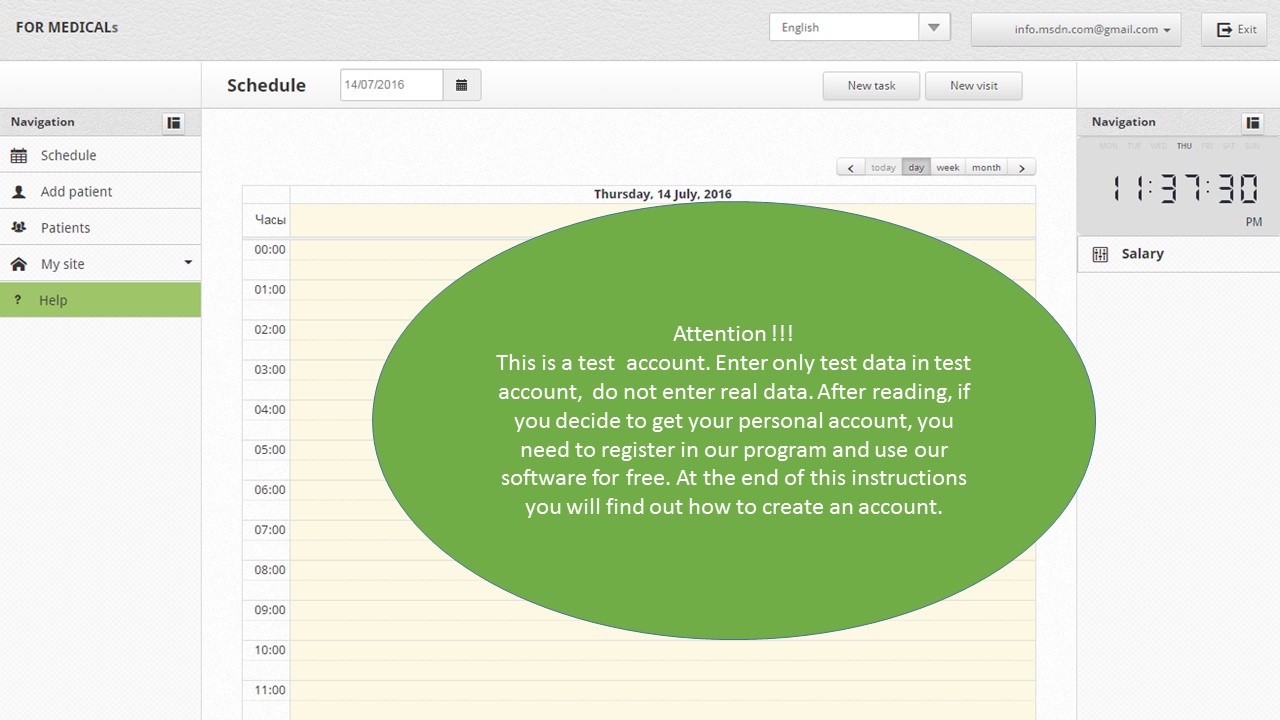 FOR MEDICALs
English
info.msdn.com@gmail.com
Exit
Schedule
14/07/2016
New task
New visit
Navigation
Schedule
Add patient
Patients
My site
? Help
today
day
week
month
Thursday, 14 July, 2016
Часы
00:00
01:00
02:00
03:00
04:00
05:00
06:00
07:00
08:00
09:00
10:00
11:00
Attention !!!
This is a test account. Enter only test data in test
account, do not enter real data. After reading, if
you decide to get your personal account, you
need to register in our program and use our
software for free. At the end of this instructions
you will find out how to create an account.
Navigation
MON TUE WED THU FRI SAT SUN
11:37:30
PM
Salary